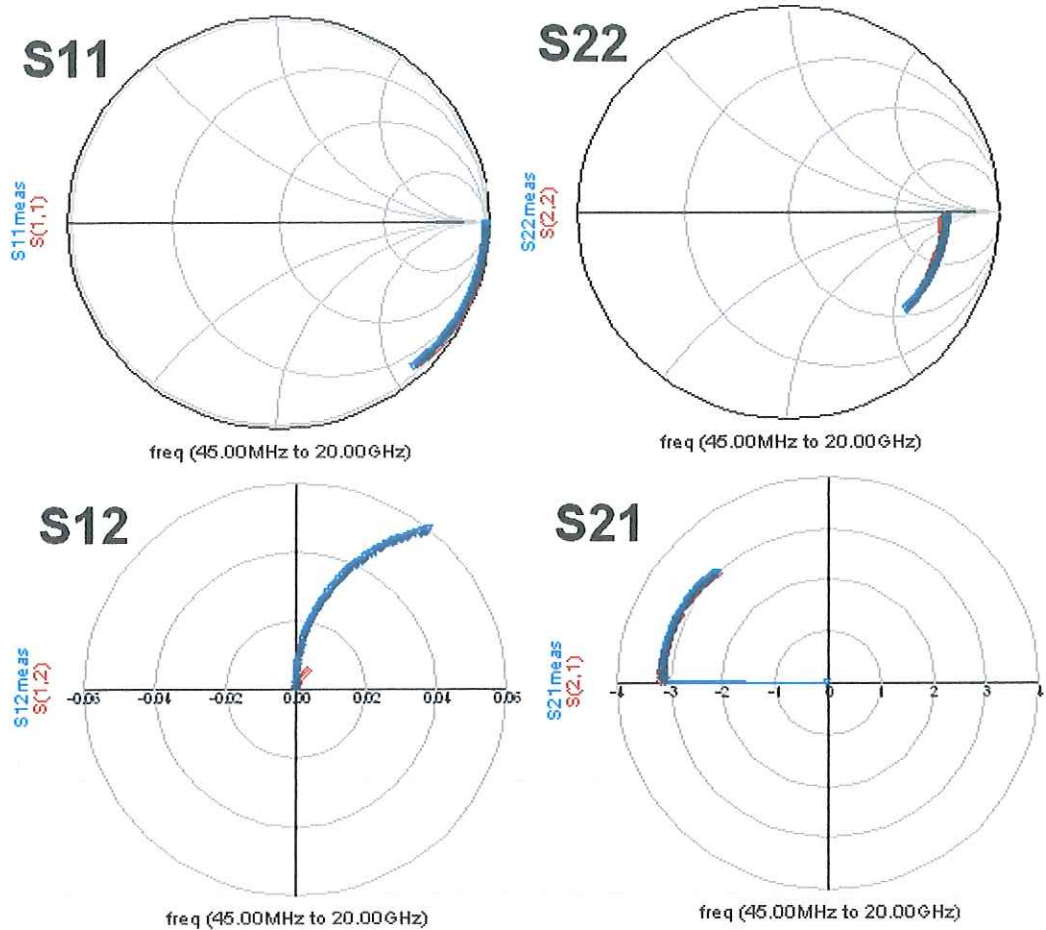 S11
S22
S11meas
S(1,1)
S22meas
S(2,2)
freq (45.00MHz to 20.00GHz)
freq (45.00MHz to 20.00GHz)
S12
S21
S12meas
S(1,2)
-0.06 -0.04 -0.02 0.00 0.02 0.04 0.06
S21meas
S(2,1)
-4 -3 -2 -1 0 1 2 3 4
freq (45.00MHz to 20.00GHz)
freq (45.00MHz to 20.00GHz)